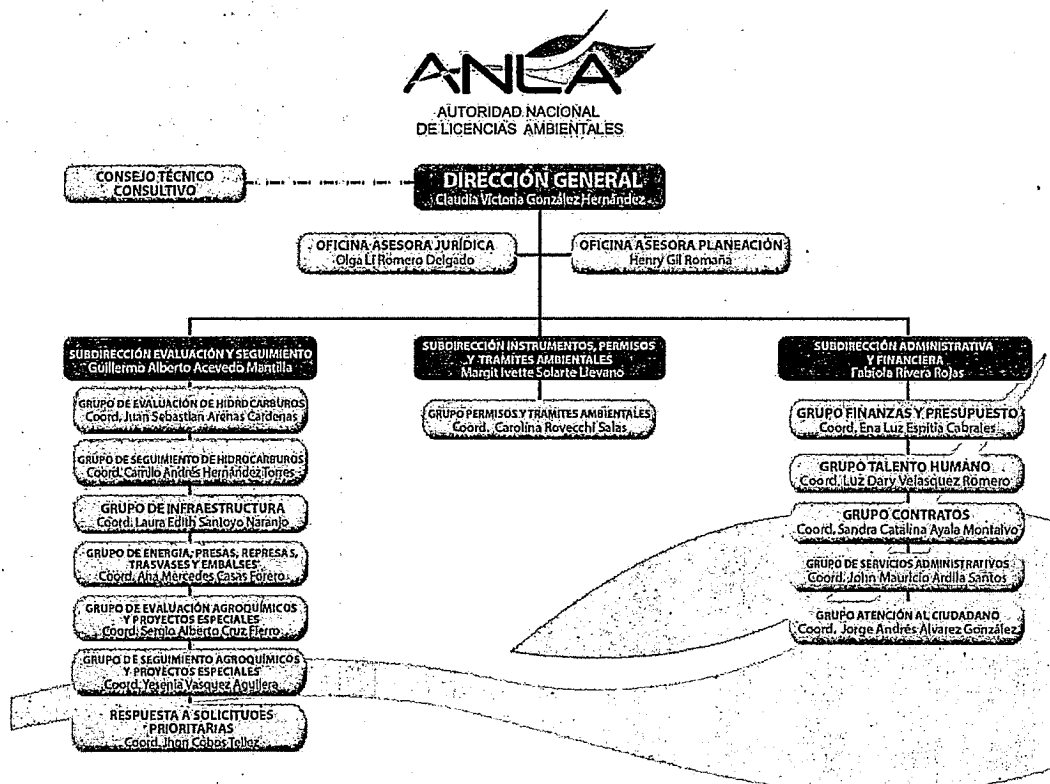 ANLA
AUTORIDAD NACIONAL
DE LICENCIAS AMBIENTALES
CONSEJO TÉCNICO
CONSULTIVO
DIRECCIÓN GENERAL
Claudia Victoria González Hernández
OFICINA ASESORA JURÍDICA
Olga Lí Romero Delgado
OFICINA ASESORA PLANEACIÓN
Henry Gil Romaña
SUBDIRECCIÓN EVALUACIÓN Y SEGUIMIENTO
Guillermo Alberto Acevedo Mantilla
GRUPO DE EVALUACIÓN DE HIDROCARBUROS
Coord. Juan Sebastian Arenas Cardenas
GRUPO DE SEGUIMIENTO DE HIDROCARBUROS
Coord. Camilo Andrés Hernández Torres
GRUPO DE INFRAESTRUCTURA
Coord. Laura Edith Santoyo Naranjo
GRUPO DE ENERGIA, PRESAS, REPRESAS,
TRASVASES Y EMBALSES
Coord. Ana Mercedes Casas Forero
GRUPO DE EVALUACIÓN AGROQUÍMICOS
Y PROYECTOS ESPECIALES
Coord. Sergio Alberto Cruz Fierro
GRUPO DE SEGUIMIENTO AGROQUÍMICOS
Y PROYECTOS ESPECIALES
Coord. Yesenia Vasquez Aguilera
RESPUESTA A SOLICITUDES
PRIORITARIAS
Coord. Jhon Cobos Tellez
SUBDIRECCIÓN INSTRUMENTOS, PERMISOS
Y TRAMITES AMBIENTALES
Margit Ivette Solarte Llevano
GRUPO PERMISOS Y TRAMITES AMBIENTALES
Coord. Carolina Rovecchi Salas
SUBDIRECCIÓN ADMINISTRATIVA
Y FINANCIERA
Fabiola Rivera Rojas
GRUPO FINANZAS Y PRESUPUESTO
Coord. Ena Luz Espitia Cabrales
GRUPO TALENTO HUMANO
Coord. Luz Dary Velasquez Romero
GRUPO CONTRATOS
Coord. Sandra Catalina Ayala Montalvo
GRUPO DE SERVICIOS ADMINISTRATIVOS
Coord. John Mauricio Ardila Santos
GRUPO ATENCIÓN AL CIUDADANO
Coord. Jorge Andrés Álvarez González